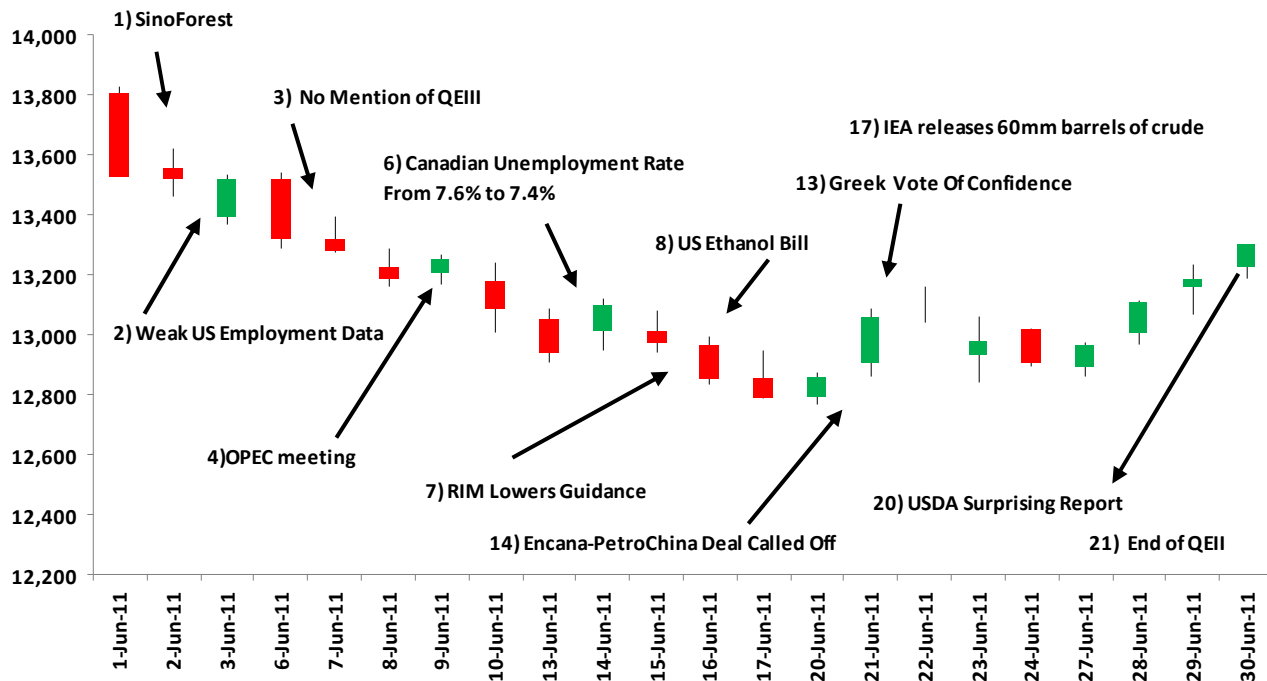 1) SinoForest
14,000
13,800
3) No Mention of QEIII
17) IEA releases 60mm barrels of crude
13,600
6) Canadian Unemployment Rate
From 7.6% to 7.4%
13) Greek Vote Of Confidence
13,400
8) US Ethanol Bill
13,200
2) Weak US Employment Data
13,000
12,800
12,600
4)OPEC meeting
7) RIM Lowers Guidance
20) USDA Surprising Report
12,400
14) Encana-PetroChina Deal Called Off
21) End of QEII
12,200
1-Jun-11
2-Jun-11
3-Jun-11
6-Jun-11
7-Jun-11
8-Jun-11
9-Jun-11
10-Jun-11
13-Jun-11
14-Jun-11
15-Jun-11
16-Jun-11
17-Jun-11
20-Jun-11
21-Jun-11
22-Jun-11
23-Jun-11
24-Jun-11
27-Jun-11
28-Jun-11
29-Jun-11
30-Jun-11